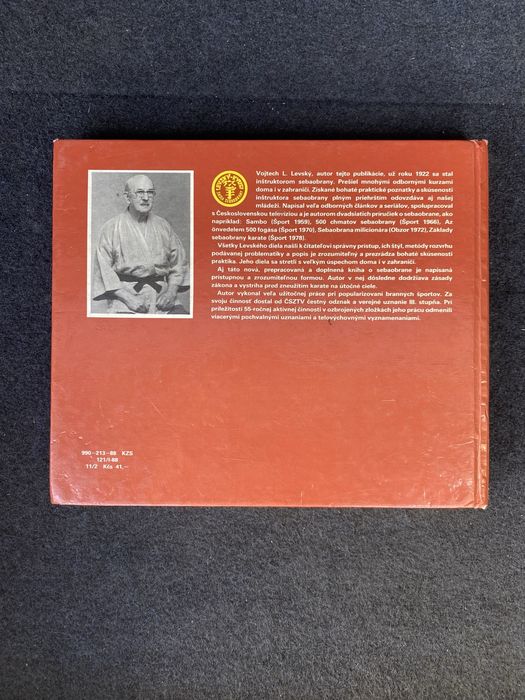 Vojtech L. Levský, autor tejto publikácie, už roku 1922 sa stal
inštruktorom sebaobrany. Prešiel mnohými odbornými kurzami
doma i v zahraničí. Získané bohaté praktické poznatky a skúsenosti
inštruktora sebaobrany plným priehrštím odovzdáva aj našej
mládeži. Napísal veľa odborných článkov a seriálov, spolupracoval
s Československou televíziou a je autorom dvadsiatich príručiek o sebaobrane, ako
napríklad: Sambo (Šport 1959), 500 chmatov sebaobrany (Šport 1966), Az
önvédelem 500 fogása (Šport 1970), Sebaobrana milicionára (Obzor 1972), Základy
sebaobrany karate (Šport 1978).
Všetky Levského diela našli k čitateľovi správny prístup, ich štýl, metódy rozvrhu
podávanej problematiky a popis je zrozumiteľný a prezrádza bohaté skúsenosti
praktika. Jeho diela sa stretli s veľkým úspechom doma i v zahraničí.
Aj táto nová, prepracovaná a doplnená kniha o sebaobrane je napísaná
prístupnou a zrozumiteľnou formou. Autor v nej dôsledne dodržiava zásady
zákona a vystríha pred zneužitím karate na útočné ciele.
Autor vykonal veľa užitočnej práce pri popularizovaní branných športov. Za
svoju činnosť dostal od ČSZTV čestný odznak a verejné uznanie III. stupňa. Pri
príležitosti 55-ročnej aktívnej činnosti v ozbrojených zložkách jeho prácu odmenili
viacerými pochvalnými uznaniami a telovýchovnými vyznamenaniami.
990–213–88 KZS
121/I-88
11/2 Kčs 41,–